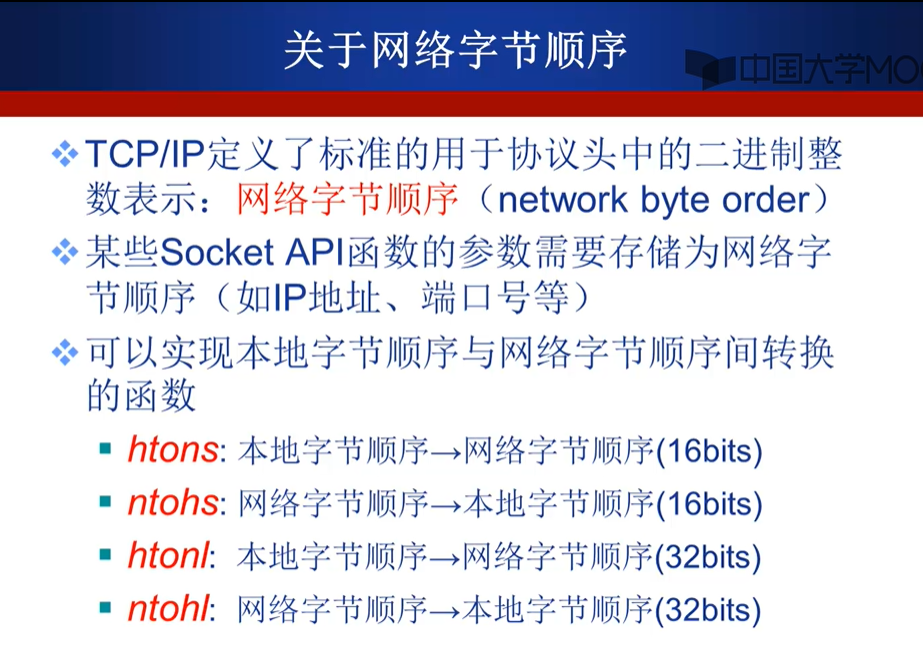 关于网络字节顺序
中国大学MO
TCP/IP定义了标准的用于协议头中的二进制整
数表示：网络字节顺序（network byte order）
某些Socket API函数的参数需要存储为网络字
节顺序（如IP地址、端口号等）
可以实现本地字节顺序与网络字节顺序间转换
的函数
htons: 本地字节顺序→网络字节顺序(16bits)
ntohs: 网络字节顺序→本地字节顺序(16bits)
htonl: 本地字节顺序→网络字节顺序(32bits)
ntohl: 网络字节顺序→本地字节顺序(32bits)